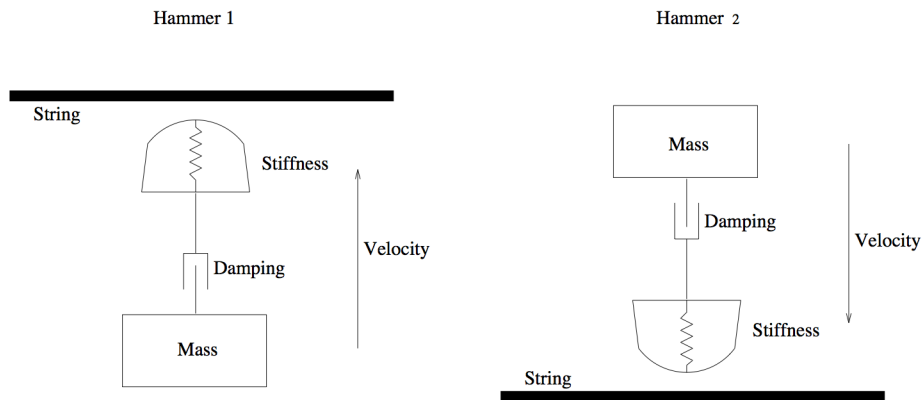 Hammer 1
String
Stiffness
Velocity
Damping
Mass
Hammer 2
Mass
Damping
Velocity
Stiffness
String